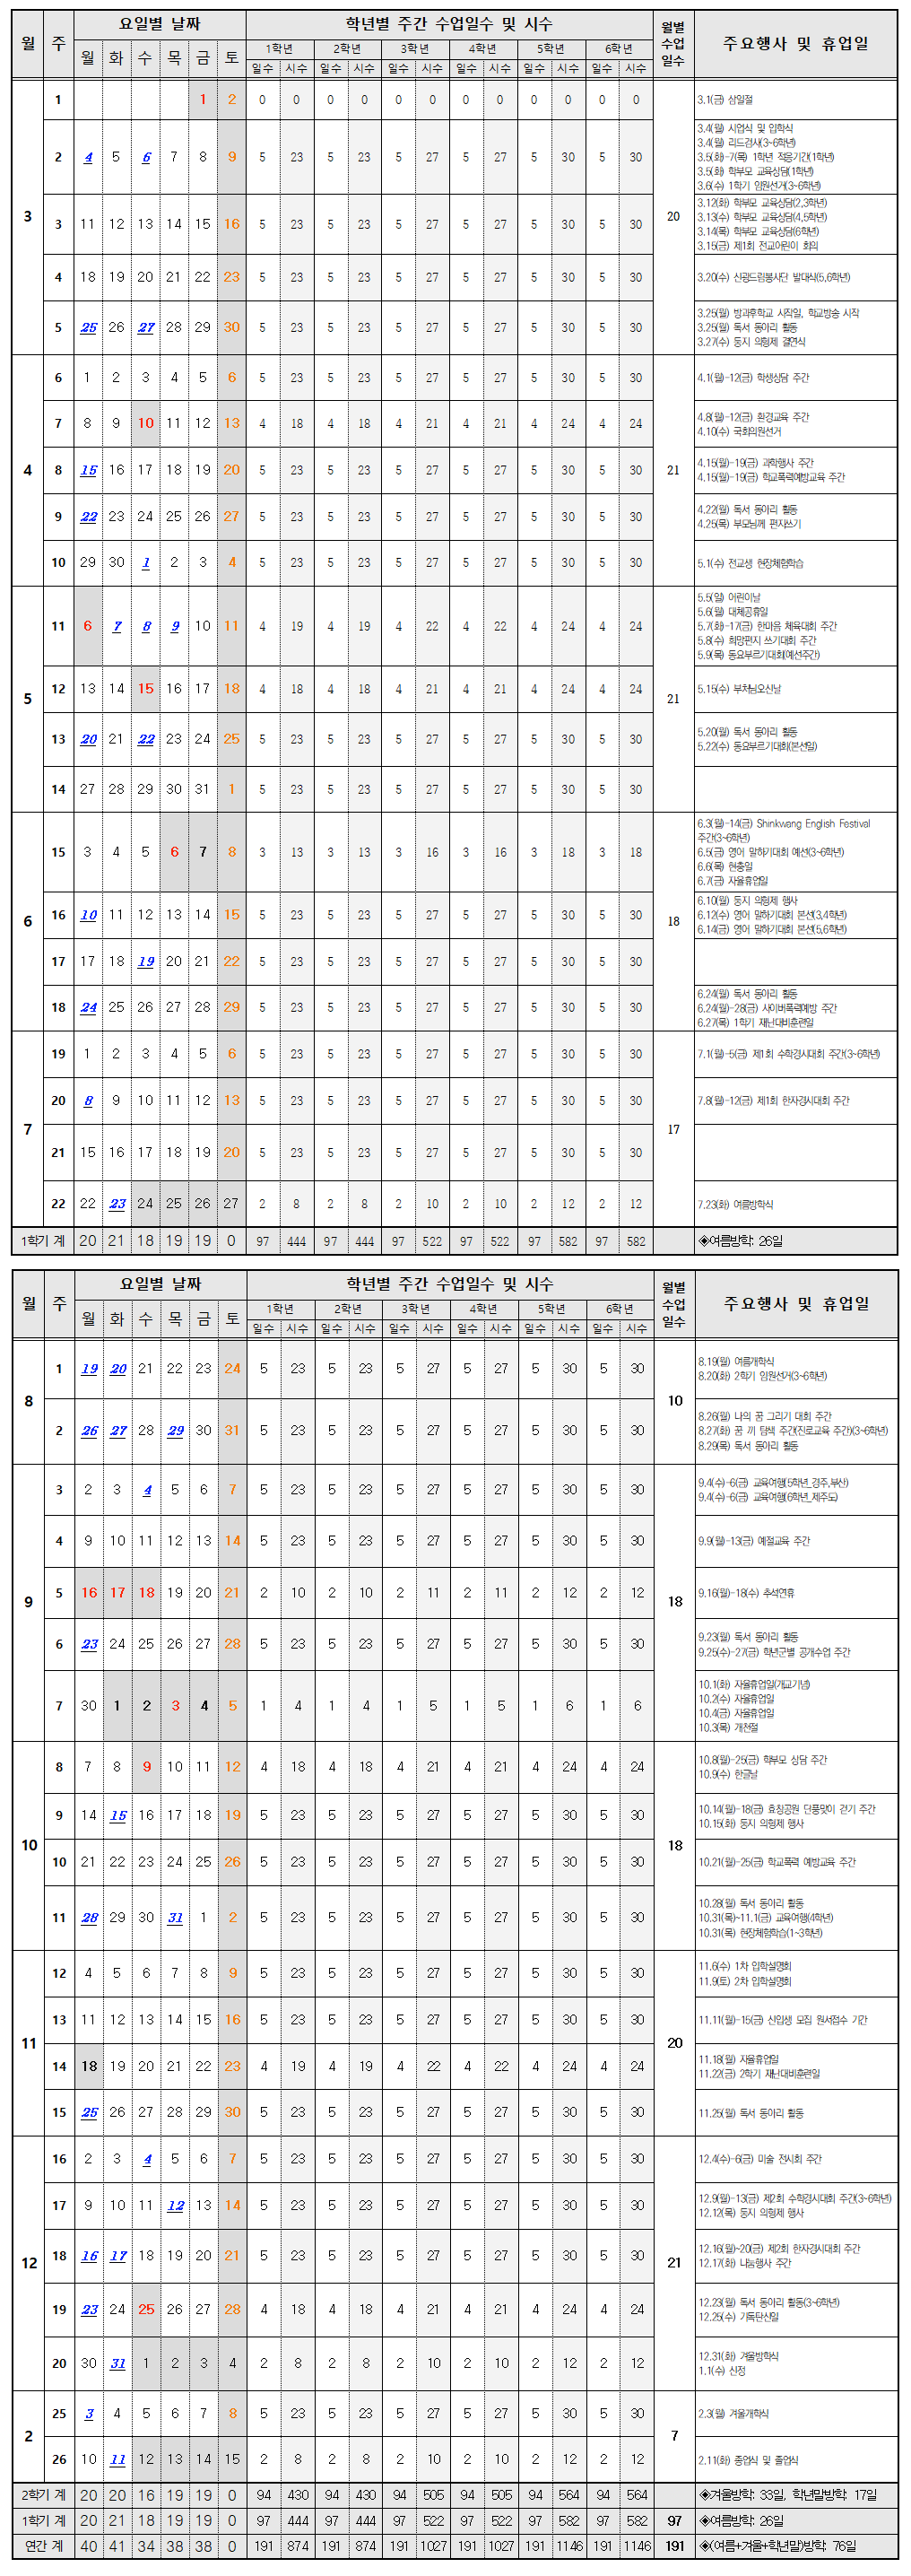 월 주 요일별 날짜 학년별 주간 수업일수 및 시수 월별 수업 일수 주요행사 및 휴업일
월 화 수 목 금 토 1학년 2학년 3학년 4학년 5학년 6학년
일수 시수 일수 시수 일수 시수 일수 시수 일수 시수 일수 시수
3 20
1 1 2 0 0 0 0 0 0 0 0 0 0 0 0
3.1(금) 삼일절
2 4 5 6 7 8 9 5 23 5 23 5 27 5 27 5 30 5 30
3.4(월) 시업식 및 입학식
3.4(월) 리드검사(3~6학년)
3.5(화)-7(목) 1학년 적응기간(1학년)
3.5(화) 학부모 교육상담(1학년)
3.6(수) 1학기 임원선거(3~6학년)
3 11 12 13 14 15 16 5 23 5 23 5 27 5 27 5 30 5 30
3.12(화) 학부모 교육상담(2,3학년)
3.13(수) 학부모 교육상담(4,5학년)
3.14(목) 학부모 교육상담(6학년)
3.15(금) 제1회 전교어린이 회의
4 18 19 20 21 22 23 5 23 5 23 5 27 5 27 5 30 5 30
3.20(수) 신광드림봉사단 발대식(5,6학년)
5 25 26 27 28 29 30 5 23 5 23 5 27 5 27 5 30 5 30
3.25(월) 방과후학교 시작일, 학교방송 시작
3.25(월) 독서 동아리 활동
3.27(수) 둥지 의형제 결연식
4 21
6 1 2 3 4 5 6 5 23 5 23 5 27 5 27 5 30 5 30
4.1(월)-12(금) 학생상담 주간
7 8 9 10 11 12 13 4 18 4 18 4 21 4 21 4 24 4 24
4.8(월)-12(금) 환경교육 주간
4.10(수) 국회의원선거
8 15 16 17 18 19 20 5 23 5 23 5 27 5 27 5 30 5 30
4.15(월)-19(금) 과학행사 주간
4.15(월)-19(금) 학교폭력예방교육 주간
9 22 23 24 25 26 27 5 23 5 23 5 27 5 27 5 30 5 30
4.22(월) 독서 동아리 활동
4.25(목) 부모님께 편지쓰기
10 29 30 1 2 3 4 5 23 5 23 5 27 5 27 5 30 5 30
5.1(수) 전교생 현장체험학습
5 21
11 6 7 8 9 10 11 4 19 4 19 4 22 4 22 4 24 4 24
5.5(일) 어린이날
5.6(월) 대체공휴일
5.7(화)-17(금) 한마음 체육대회 주간
5.8(수) 희망편지 쓰기대회 주간
5.9(목) 동요부르기대회(예선주간)
12 13 14 15 16 17 18 4 18 4 18 4 21 4 21 4 24 4 24
5.15(수) 부처님오신날
13 20 21 22 23 24 25 5 23 5 23 5 27 5 27 5 30 5 30
5.20(월) 독서 동아리 활동
5.22(수) 동요부르기대회(본선일)
14 27 28 29 30 31 1 5 23 5 23 5 27 5 27 5 30 5 30
6 18
15 3 4 5 6 7 8 3 13 3 13 3 16 3 16 3 18 3 18
6.3(월)-14(금) Shinkwang English Festival
주간(3~6학년)
6.5(금) 영어 말하기대회 예선(3~6학년)
6.6(목) 현충일
6.7(금) 자율휴업일
16 10 11 12 13 14 15 5 23 5 23 5 27 5 27 5 30 5 30
6.10(월) 둥지 의형제 행사
6.12(수) 영어 말하기대회 본선(3,4학년)
6.14(금) 영어 말하기대회 본선(5,6학년)
17 17 18 19 20 21 22 5 23 5 23 5 27 5 27 5 30 5 30
18 24 25 26 27 28 29 5 23 5 23 5 27 5 27 5 30 5 30
6.24(월) 독서 동아리 활동
6.24(월)-28(금) 사이버폭력예방 주간
6.27(목) 1학기 재난대비훈련일
7 17
19 1 2 3 4 5 6 5 23 5 23 5 27 5 27 5 30 5 30
7.1(월)-5(금) 제1회 수학경시대회 주간(3~6학년)
20 8 9 10 11 12 13 5 23 5 23 5 27 5 27 5 30 5 30
7.8(월)-12(금) 제1회 한자경시대회 주간
21 15 16 17 18 19 20 5 23 5 23 5 27 5 27 5 30 5 30
22 22 23 24 25 26 27 2 8 2 8 2 10 2 10 2 12 2 12
7.23(화) 여름방학식
1학기 계 20 21 18 19 19 0 97 444 97 444 97 522 97 522 97 582 97 582 ◈여름방학: 26일
월 주 요일별 날짜 학년별 주간 수업일수 및 시수 월별 수업 일수 주요행사 및 휴업일
월 화 수 목 금 토 1학년 2학년 3학년 4학년 5학년 6학년
일수 시수 일수 시수 일수 시수 일수 시수 일수 시수 일수 시수
8 10
1 19 20 21 22 23 24 5 23 5 23 5 27 5 27 5 30 5 30
8.19(월) 여름개학식
8.20(화) 2학기 임원선거(3~6학년)
2 26 27 28 29 30 31 5 23 5 23 5 27 5 27 5 30 5 30
8.26(월) 나의 꿈 그리기 대회 주간
8.27(화) 꿈 끼 탐색 주간(진로교육 주간)(3~6학년)
8.29(목) 독서 동아리 활동
9 18
3 2 3 4 5 6 7 5 23 5 23 5 27 5 27 5 30 5 30
9.4(수)-6(금) 교육여행(5학년_경주,부산)
9.4(수)-6(금) 교육여행(6학년_제주도)
4 9 10 11 12 13 14 5 23 5 23 5 27 5 27 5 30 5 30
9.9(월)-13(금) 예절교육 주간
5 16 17 18 19 20 21 2 10 2 10 2 11 2 11 2 12 2 12
9.16(월)-18(수) 추석연휴
6 23 24 25 26 27 28 5 23 5 23 5 27 5 27 5 30 5 30
9.23(월) 독서 동아리 활동
9.25(수)-27(금) 학년군별 공개수업 주간
7 30 1 2 3 4 5 1 4 1 4 1 5 1 5 1 6 1 6
10.1(화) 자율휴업일(개교기념)
10.2(수) 자율휴업일
10.4(금) 자율휴업일
10.3(목) 개천절
10 18
8 7 8 9 10 11 12 4 18 4 18 4 21 4 21 4 24 4 24
10.8(월)-25(금) 학부모 상담 주간
10.9(수) 한글날
9 14 15 16 17 18 19 5 23 5 23 5 27 5 27 5 30 5 30
10.14(월)-18(금) 효창공원 단풍맞이 걷기 주간
10.15(화) 둥지 의형제 행사
10 21 22 23 24 25 26 5 23 5 23 5 27 5 27 5 30 5 30
10.21(월)-25(금) 학교폭력 예방교육 주간
11 28 29 30 31 1 2 5 23 5 23 5 27 5 27 5 30 5 30
10.28(월) 독서 동아리 활동
10.31(목)~11.1(금) 교육여행(4학년)
10.31(목) 현장체험학습(1~3학년)
11 20
12 4 5 6 7 8 9 5 23 5 23 5 27 5 27 5 30 5 30
11.6(수) 1차 입학설명회
11.9(토) 2차 입학설명회
13 11 12 13 14 15 16 5 23 5 23 5 27 5 27 5 30 5 30
11.11(월)-15(금) 신입생 모집 원서접수 기간
14 18 19 20 21 22 23 4 19 4 19 4 22 4 22 4 24 4 24
11.18(월) 자율휴업일
11.22(금) 2학기 재난대비훈련일
15 25 26 27 28 29 30 5 23 5 23 5 27 5 27 5 30 5 30
11.25(월) 독서 동아리 활동
12 21
16 2 3 4 5 6 7 5 23 5 23 5 27 5 27 5 30 5 30
12.4(수)-6(금) 미술 전시회 주간
17 9 10 11 12 13 14 5 23 5 23 5 27 5 27 5 30 5 30
12.9(월)-13(금) 제2회 수학경시대회 주간(3~6학년)
12.12(목) 둥지 의형제 행사
18 16 17 18 19 20 21 5 23 5 23 5 27 5 27 5 30 5 30
12.16(월)~20(금) 제2회 한자경시대회 주간
12.17(화) 나눔행사 주간
19 23 24 25 26 27 28 4 18 4 18 4 21 4 21 4 24 4 24
12.23(월) 독서 동아리 활동(3~6학년)
12.25(수) 기독탄신일
20 30 31 1 2 3 4 2 8 2 8 2 10 2 10 2 12 2 12
12.31(화) 겨울방학식
1.1(수) 신정
2 7
25 3 4 5 6 7 8 5 23 5 23 5 27 5 27 5 30 5 30
2.3(월) 겨울개학식
26 10 11 12 13 14 15 2 8 2 8 2 10 2 10 2 12 2 12
2.11(화) 종업식 및 졸업식
2학기 계 20 20 16 19 19 0 94 430 94 430 94 505 94 505 94 564 94 564 ◈겨울방학: 33일, 학년말방학: 17일
1학기 계 20 21 18 19 19 0 97 444 97 444 97 522 97 522 97 582 97 582 97 ◈여름방학: 26일
연간 계 40 41 34 38 38 0 191 874 191 874 191 1027 191 1027 191 1146 191 1146 191 ◈(여름+겨울+학년말)방학: 76일